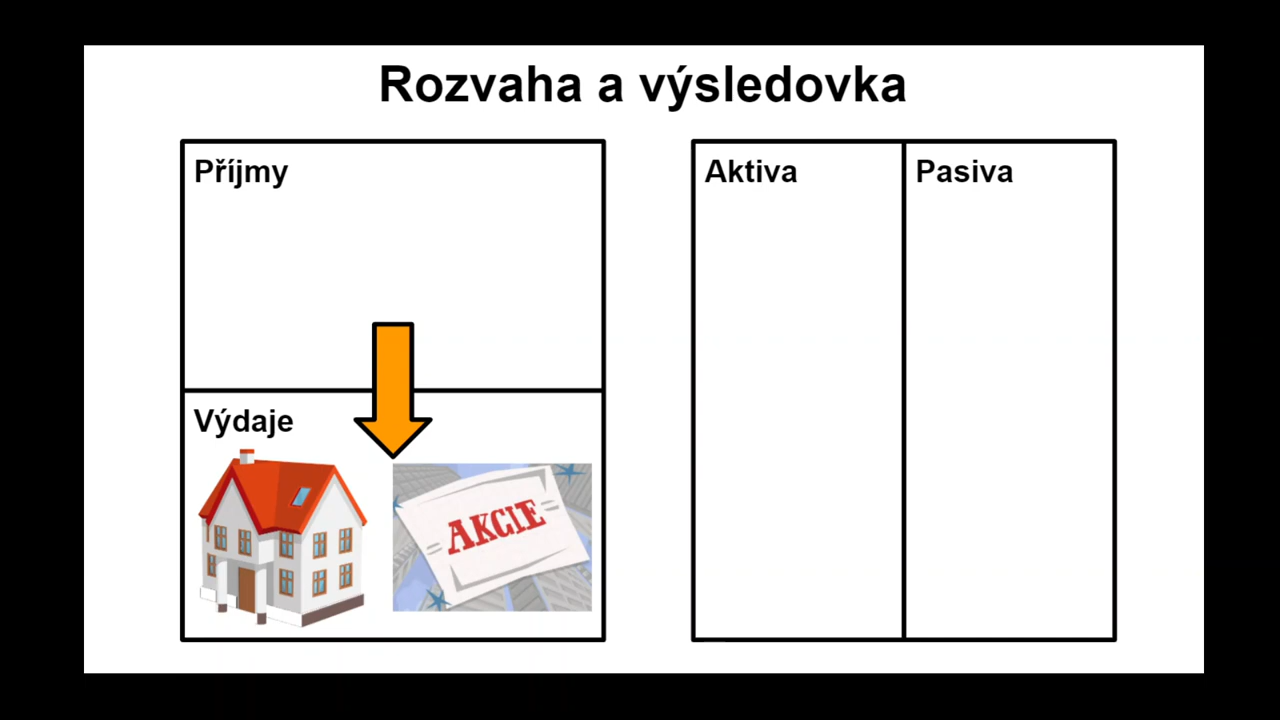 Rozvaha a výsledovka
Příjmy
Výdaje
AKCIE
Aktiva
Pasiva